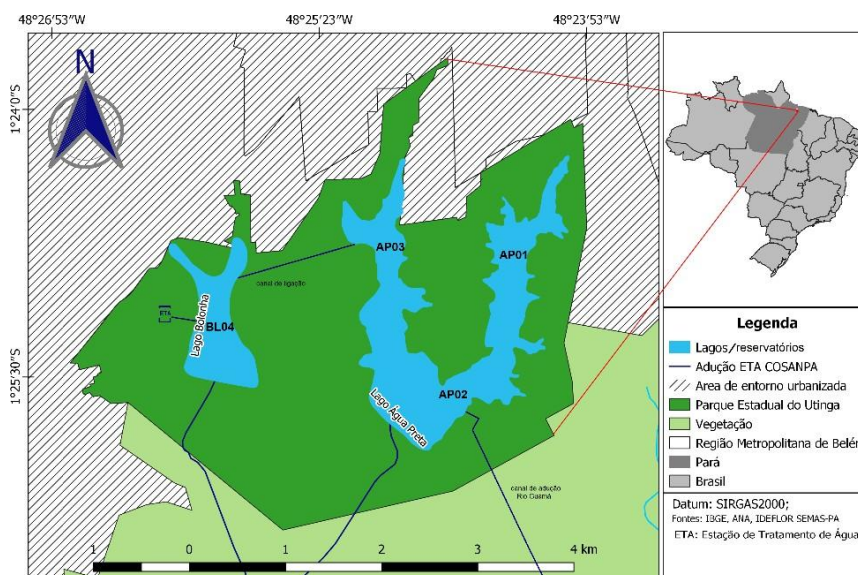 48°26'53"W
48°25'23"W
48°23'53"W
N
1°24'0"S
1°25'30"S
AP03
AP01
canal de ligação
ETA
BL04
Lago Bolonha
AP02
Lago Água Preta
canal de adução
Rio Guamá
1 0 1 2 3 4 km
Legenda
Lagos/reservatórios
Adução ETA COSANPA
Area de entorno urbanizada
Parque Estadual do Utinga
Vegetação
Região Metropolitana de Belé
Pará
Brasil
Datum: SIRGAS2000;
Fontes: IBGE, ANA, IDEFLOR SEMAS-PA
ETA: Estação de Tratamento de Água